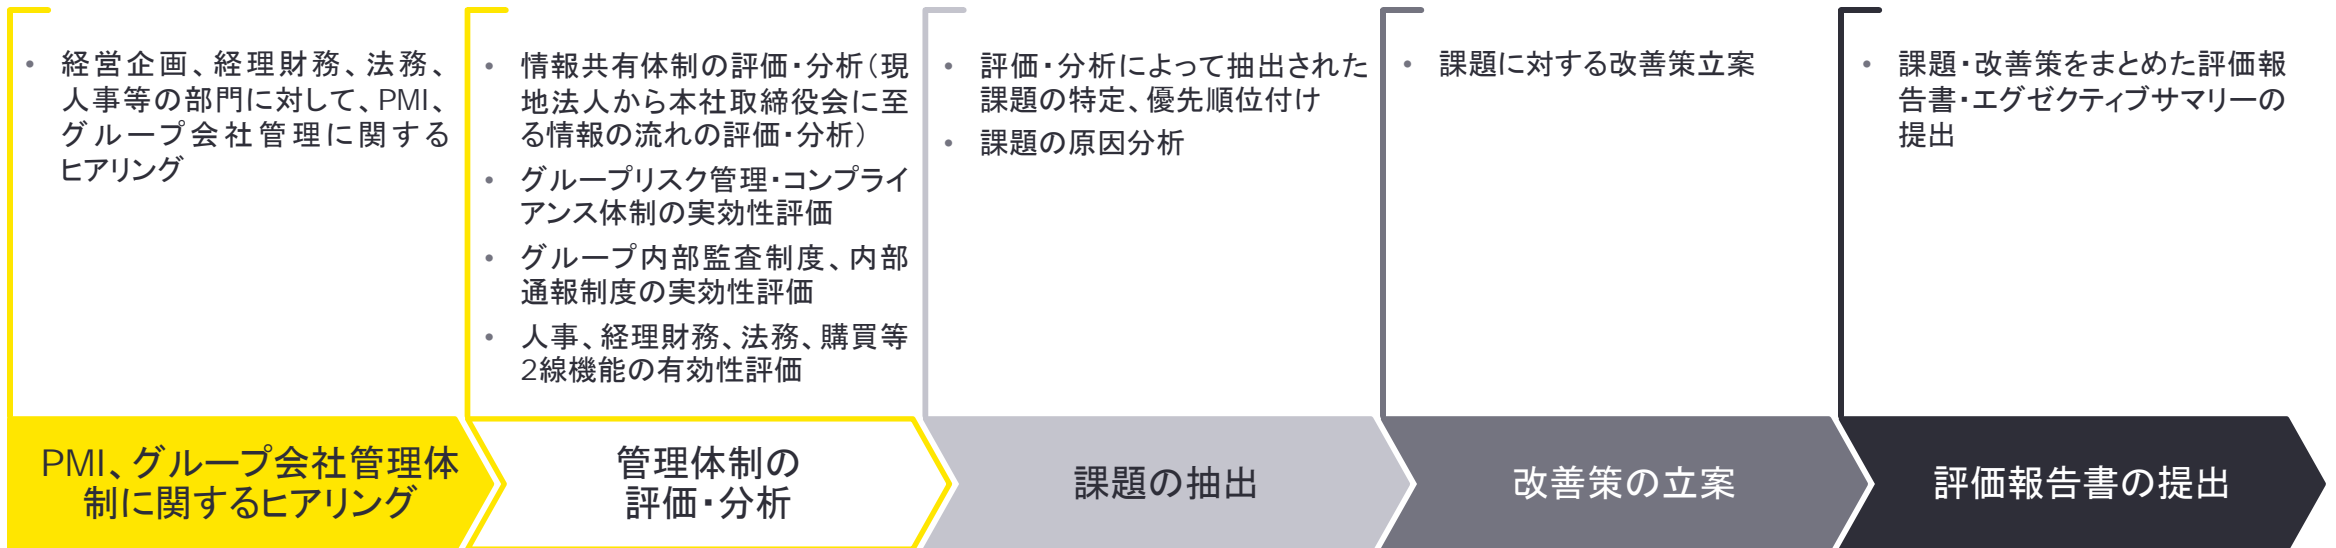 • 経営企画、経理財務、法務、
人事等の部門に対して、PMI、
グループ会社管理に関する
ヒアリング
• 情報共有体制の評価・分析（現
地法人から本社取締役会に至
る情報の流れの評価・分析）
• グループリスク管理・コンプライ
アンス体制の実効性評価
• グループ内部監査制度、内部
通報制度の実効性評価
• 人事、経理財務、法務、購買等
2線機能の有効性評価
• 評価・分析によって抽出された
課題の特定、優先順位付け
• 課題の原因分析
• 課題に対する改善策立案
• 課題・改善策をまとめた評価報
告書・エグゼクティブサマリーの
提出
PMI、グループ会社管理体
制に関するヒアリング
管理体制の
評価・分析
課題の抽出
改善策の立案
評価報告書の提出